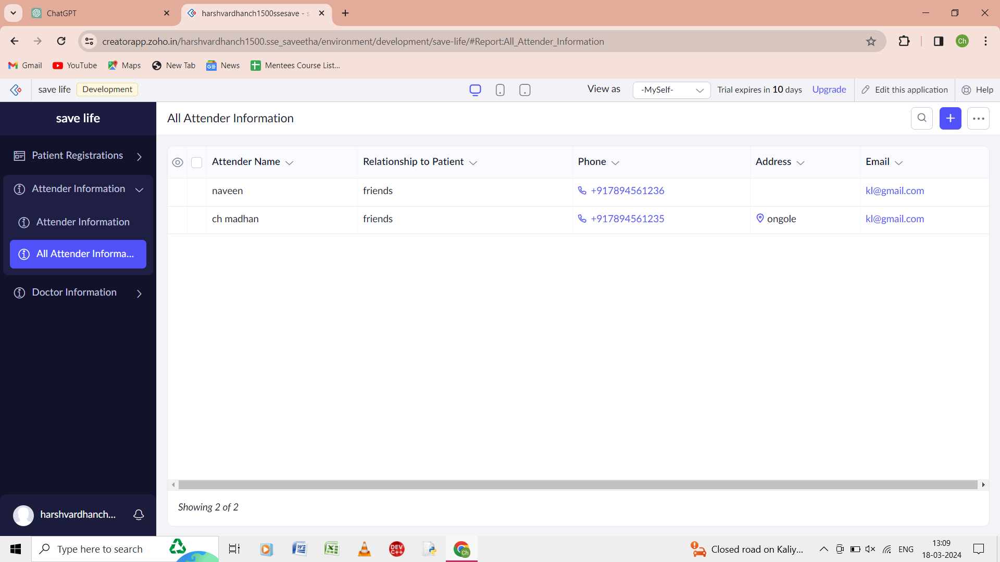 ChatGPT
harshvardhanch1500ssesave - s
creatorapp.zoho.in/harshvardhanch1500.sse_saveetha/environment/development/save-life/#Report:All_Attender_Information
Ch
Gmail YouTube Maps New Tab News Mentees Course List...
save life Development View as -MySelf- Trial expires in 10 days Upgrade Edit this application Help
save life
Patient Registrations
Attender Information
Attender Information
All Attender Informa...
Doctor Information
harshvardhanch...
All Attender Information
Attender Name Relationship to Patient Phone Address Email
naveen friends +917894561236 kl@gmail.com
ch madhan friends +917894561235 ongole kl@gmail.com
Showing 2 of 2
Type here to search
DEV C++
Ch
Closed road on Kaliy...
ENG
13:09
18-03-2024